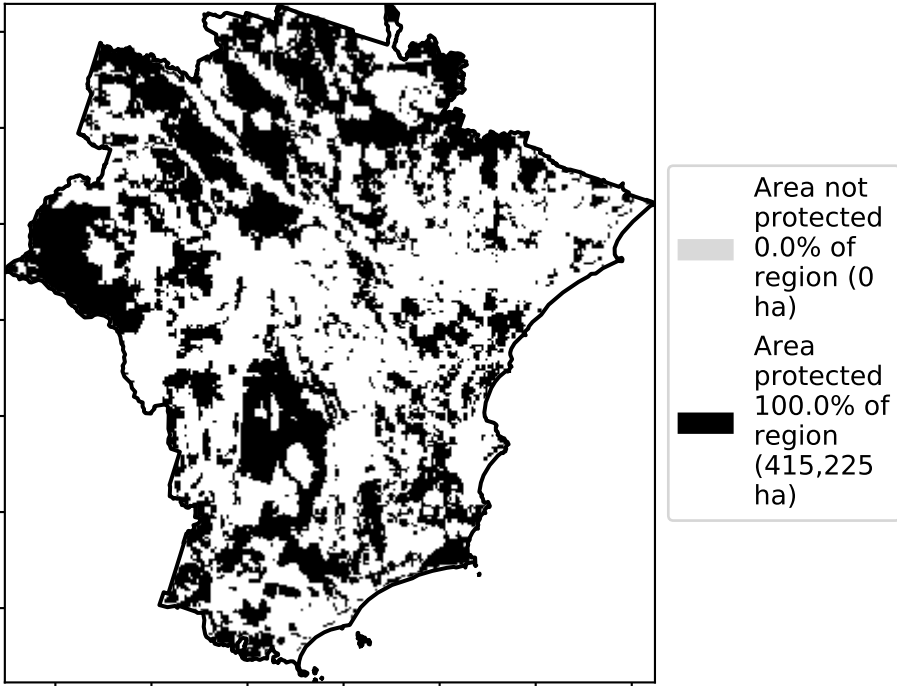 Area not
protected
0.0% of
region (0
ha)
Area
protected
100.0% of
region
(415,225
ha)